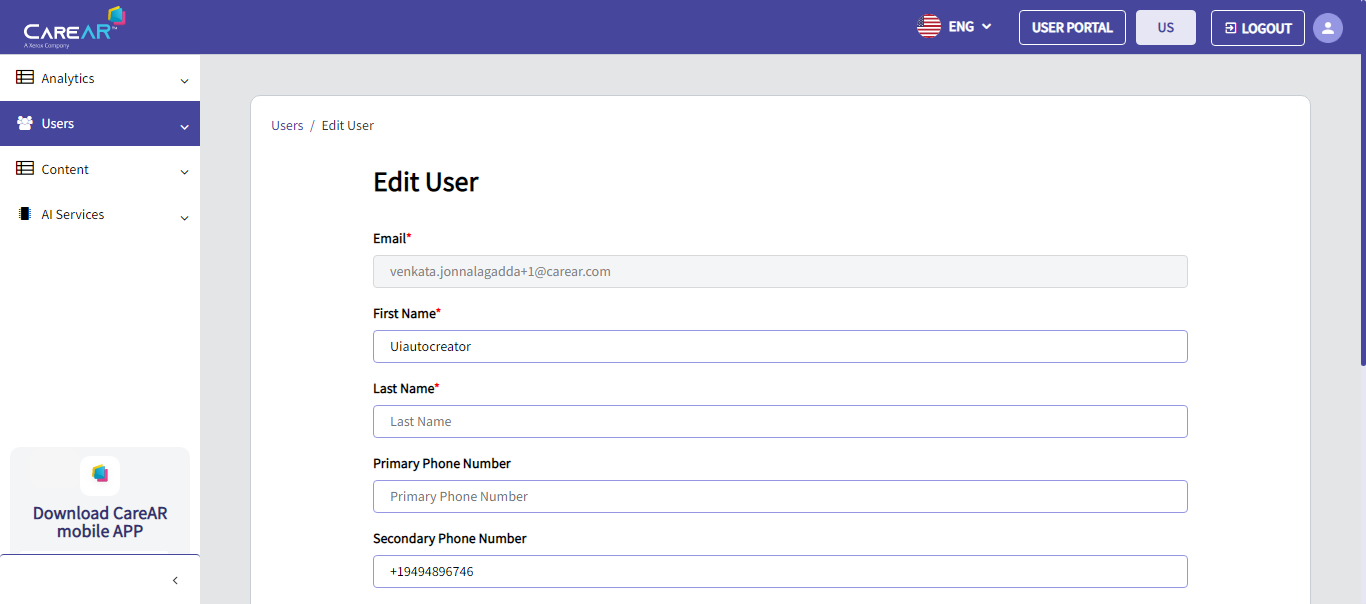 CAREAR™
A Xerox Company
ENG
USER PORTAL
US
LOGOUT
Analytics
Users
Content
AI Services
Download CareAR
mobile APP
Users / Edit User
Edit User
Email*
venkata.jonnalagadda+1@carear.com
First Name*
Uiautocreator
Last Name*
Last Name
Primary Phone Number
Primary Phone Number
Secondary Phone Number
+19494896746